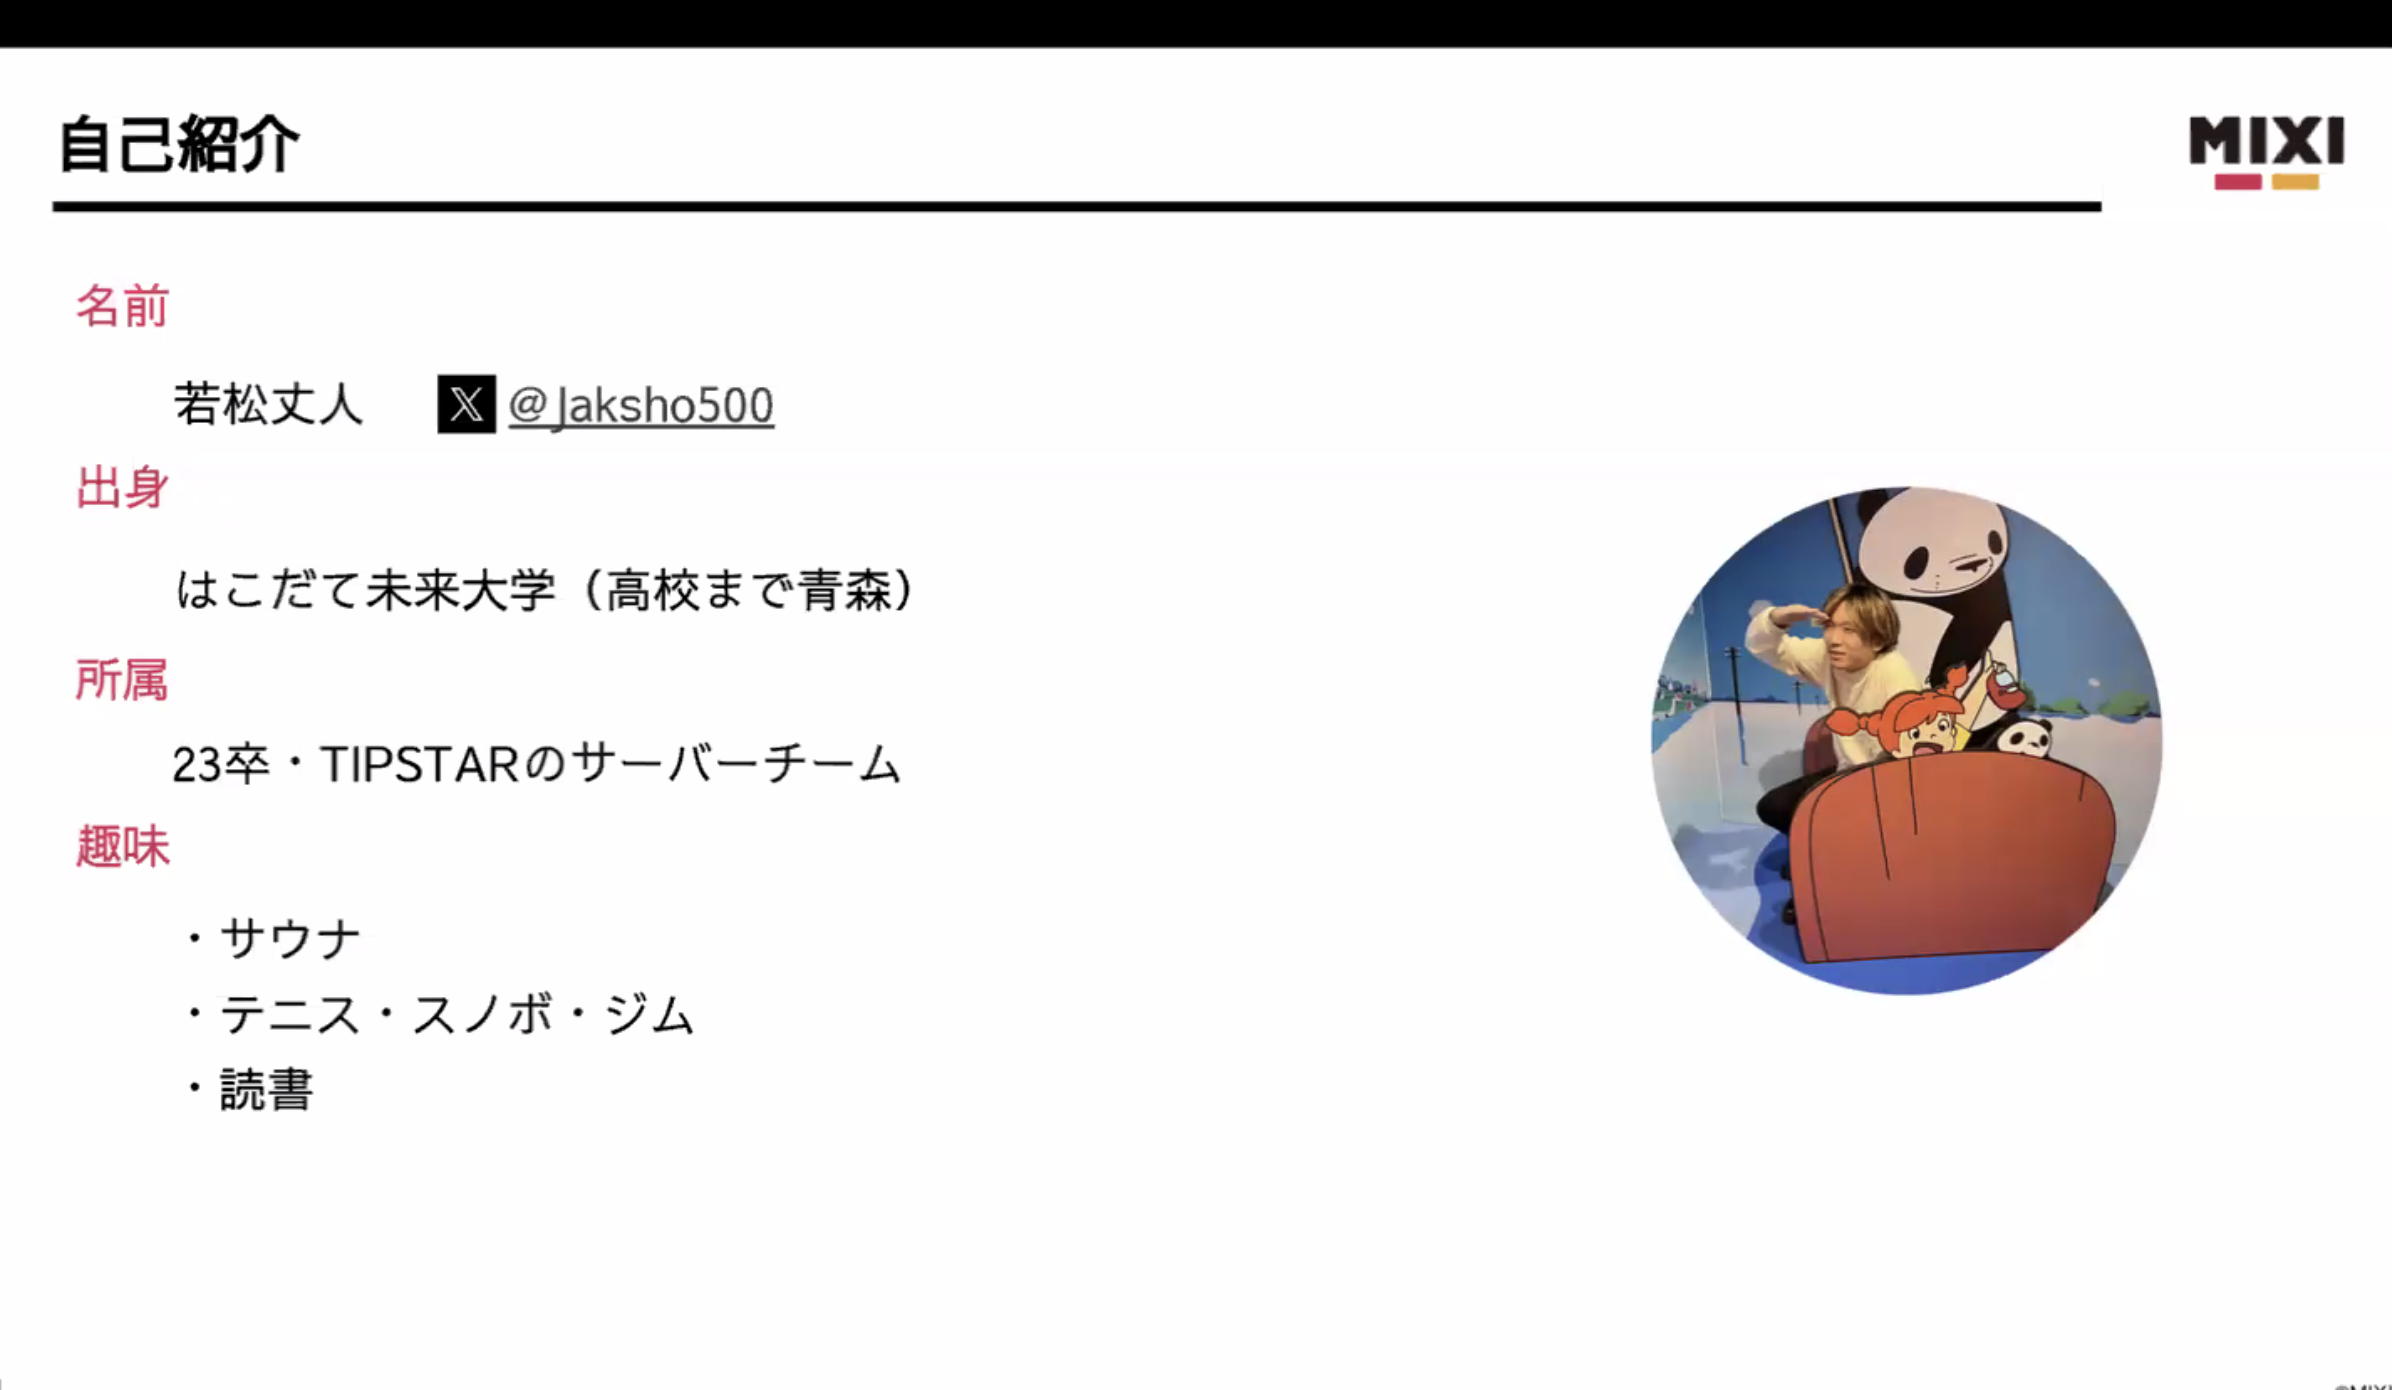 自己紹介
MIXI
名前
若松丈人 X @Jaksho500
出身
はこだて未来大学（高校まで青森）
所属
23卒・TIPSTARのサーバーチーム
趣味
・サウナ
・テニス・スノボ・ジム
・読書